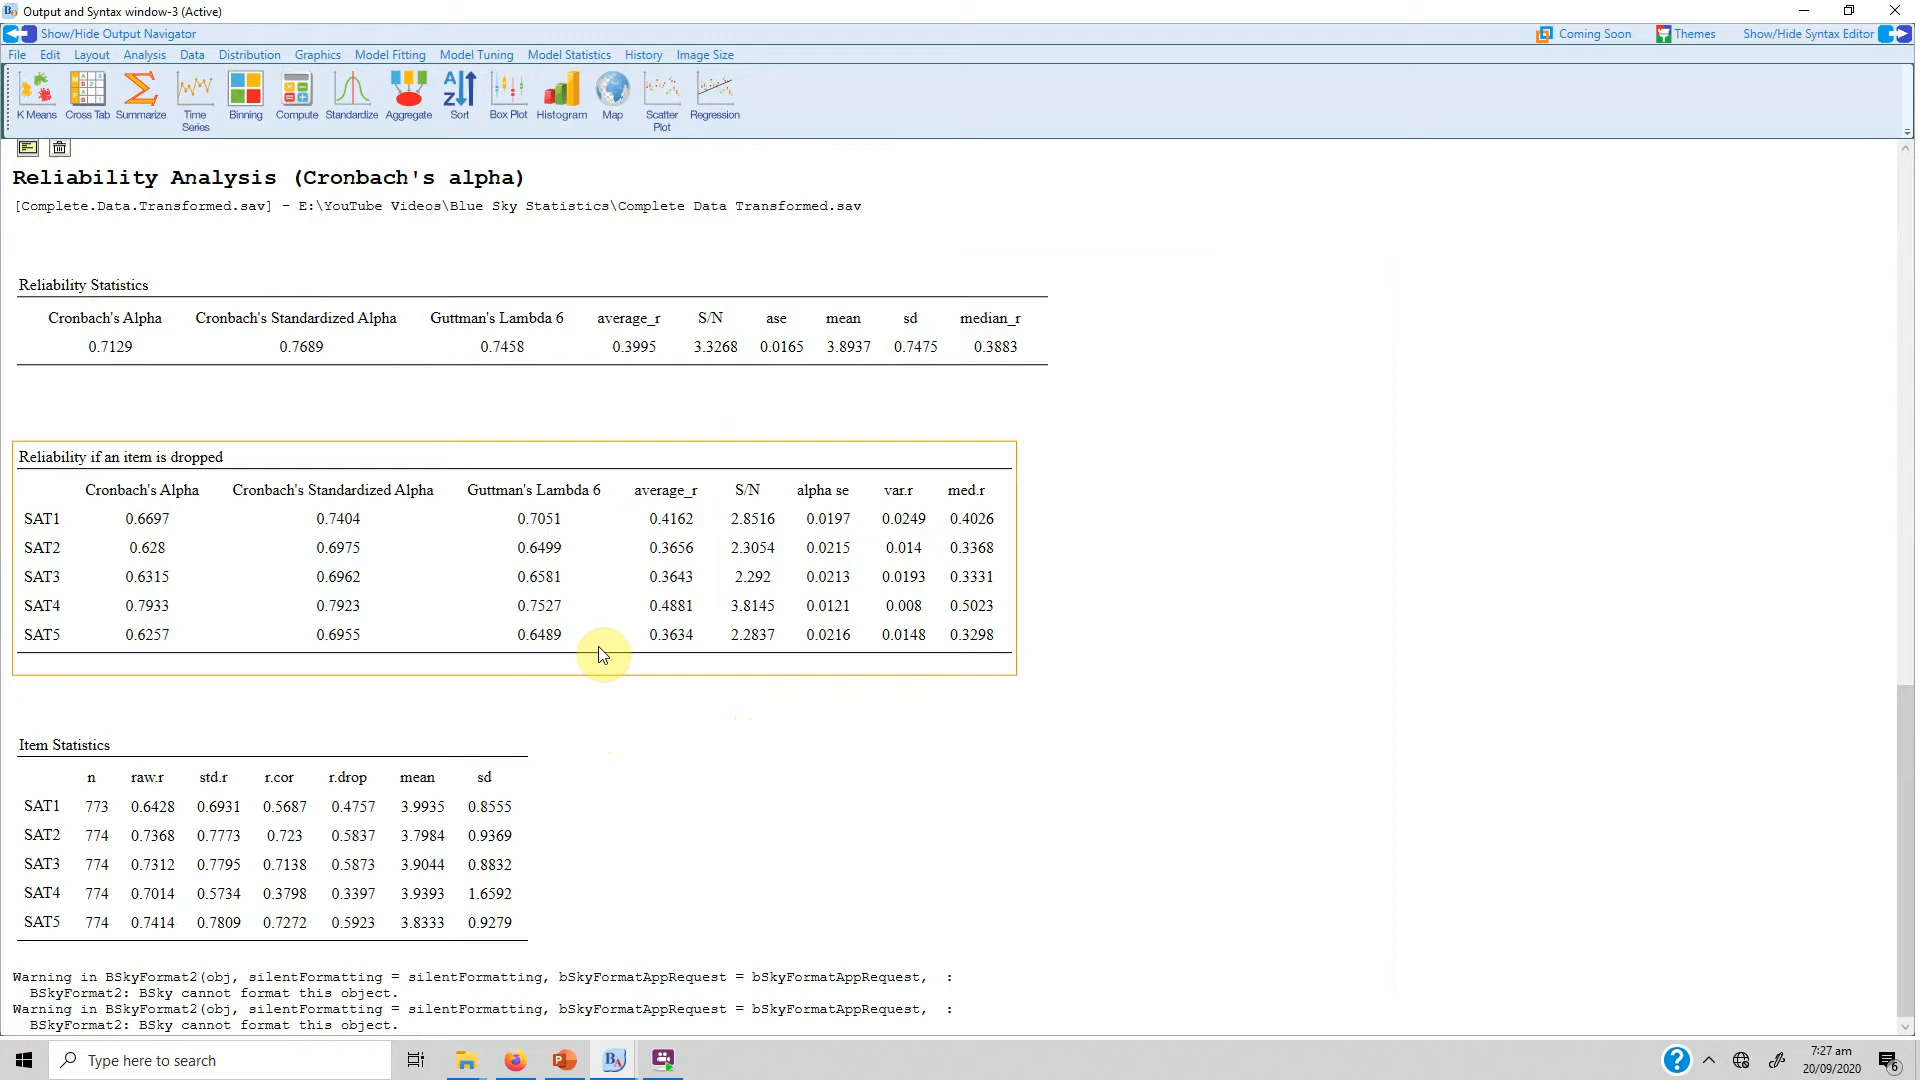 Output and Syntax window-3 (Active)
Show/Hide Output Navigator
Coming Soon Themes Show/Hide Syntax Editor
File Edit Layout Analysis Data Distribution Graphics Model Fitting Model Tuning Model Statistics History Image Size
K Means Cross Tab Summarize Time Series Binning Compute Standardize Aggregate Sort Box Plot Histogram Map Scatter Plot Regression
Reliability Analysis (Cronbach's alpha)
[Complete.Data.Transformed.sav] - E:\YouTube Videos\Blue Sky Statistics\Complete Data Transformed.sav
Reliability Statistics
Cronbach's Alpha Cronbach's Standardized Alpha Guttman's Lambda 6 average_r S/N ase mean sd median_r
0.7129 0.7689 0.7458 0.3995 3.3268 0.0165 3.8937 0.7475 0.3883
Reliability if an item is dropped
Cronbach's Alpha Cronbach's Standardized Alpha Guttman's Lambda 6 average_r S/N alpha se var.r med.r
SAT1 0.6697 0.7404 0.7051 0.4162 2.8516 0.0197 0.0249 0.4026
SAT2 0.628 0.6975 0.6499 0.3656 2.3054 0.0215 0.014 0.3368
SAT3 0.6315 0.6962 0.6581 0.3643 2.292 0.0213 0.0193 0.3331
SAT4 0.7933 0.7923 0.7527 0.4881 3.8145 0.0121 0.008 0.5023
SAT5 0.6257 0.6955 0.6489 0.3634 2.2837 0.0216 0.0148 0.3298
Item Statistics
n raw.r std.r r.cor r.drop mean sd
SAT1 773 0.6428 0.6931 0.5687 0.4757 3.9935 0.8555
SAT2 774 0.7368 0.7773 0.723 0.5837 3.7984 0.9369
SAT3 774 0.7312 0.7795 0.7138 0.5873 3.9044 0.8832
SAT4 774 0.7014 0.5734 0.3798 0.3397 3.9393 1.6592
SAT5 774 0.7414 0.7809 0.7272 0.5923 3.8333 0.9279
Warning in BSkyFormat2(obj, silentFormatting = silentFormatting, bSkyFormatAppRequest = bSkyFormatAppRequest,  :
BSkyFormat2: BSky cannot format this object.
Warning in BSkyFormat2(obj, silentFormatting = silentFormatting, bSkyFormatAppRequest = bSkyFormatAppRequest,  :
BSkyFormat2: BSky cannot format this object.
Type here to search
7:27 am
20/09/2020
6